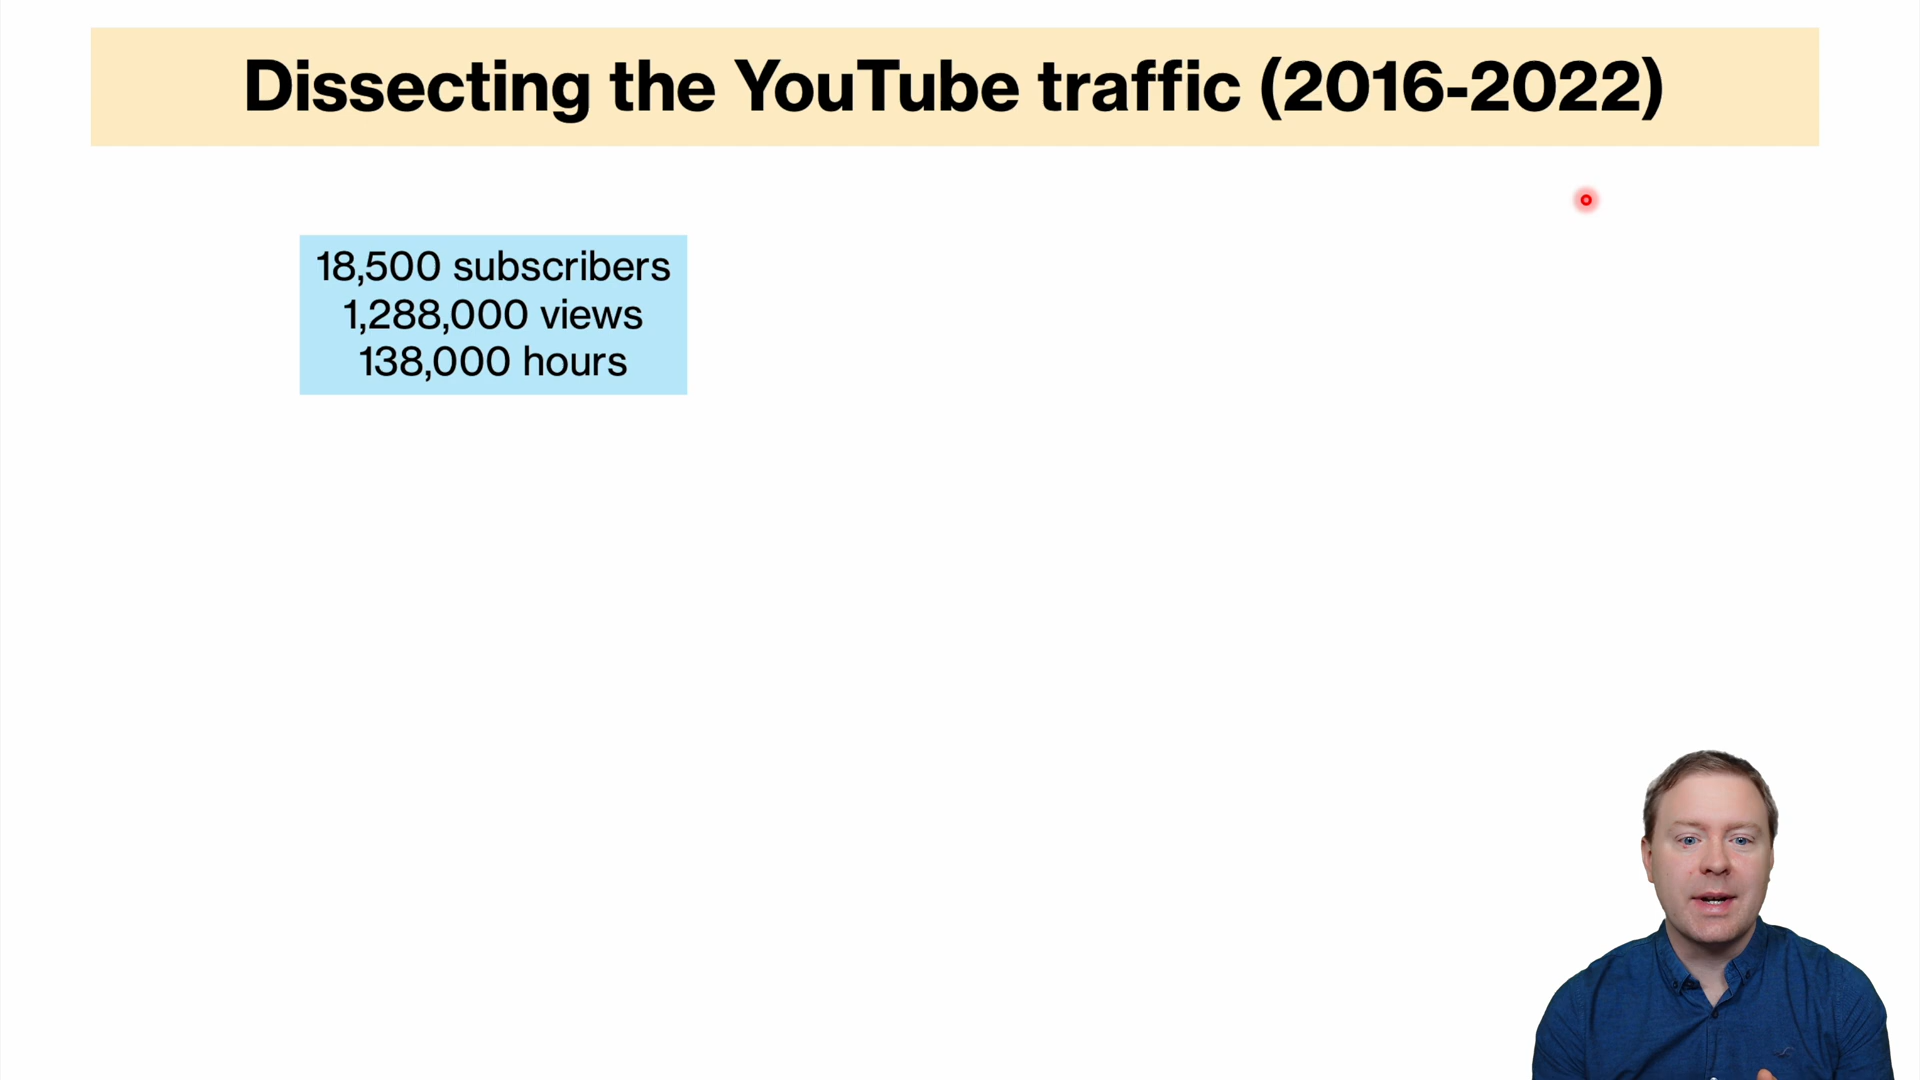 Dissecting the YouTube traffic (2016-2022)
18,500 subscribers
1,288,000 views
138,000 hours